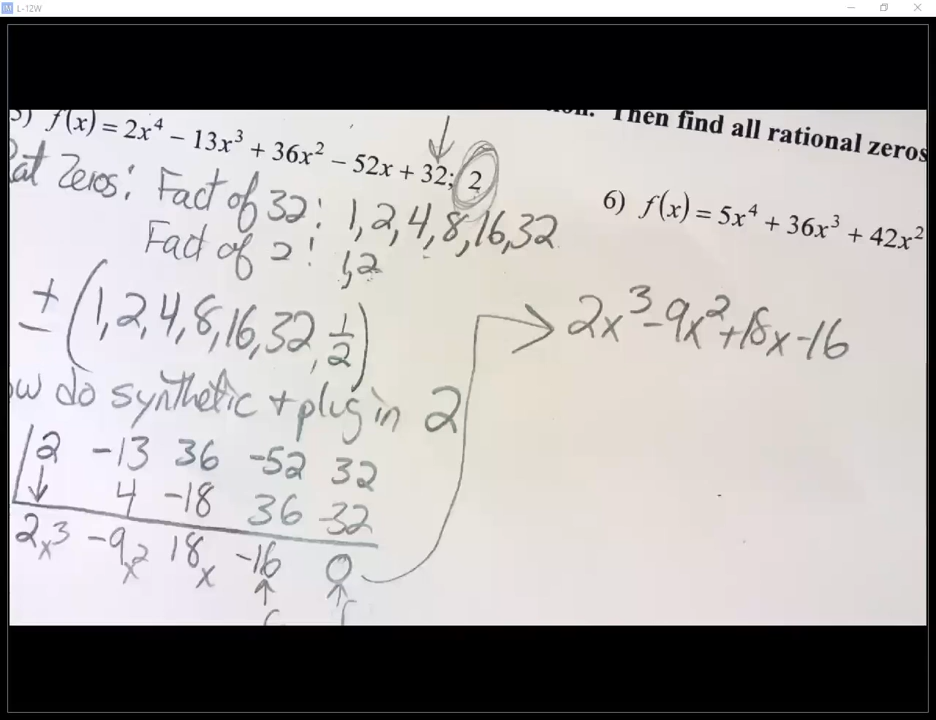 L-12W
Then find all rational zeros
5) f(x) = 2x⁴ − 13x³ + 36x² − 52x + 32; 2
6) f(x) = 5x⁴ + 36x³ + 42x²
Zeros: Fact of 32: 1,2,4,8,16,32
Fact of 2: 1,2
± (1,2,4,8,16,32, 1/2)
2x³-9x²+18x-16
do synthetic + plug in 2
2 -13 36 -52 32
4 -18 36 -32
2x³ -9x² 18x -16 0